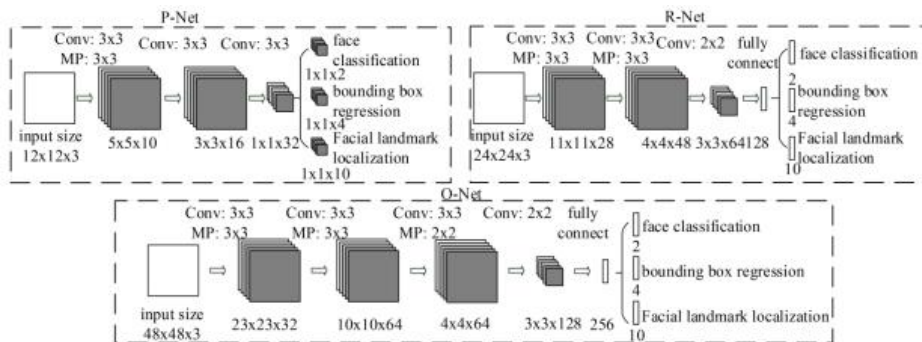 P-Net
Conv: 3x3 Conv: 3x3 Conv: 3x3
MP: 3x3
face
classification
1x1x2
bounding box
regression
1x1x4
Facial landmark
localization
1x1x10
input size
12x12x3
5x5x10 3x3x16 1x1x32
R-Net
Conv: 3x3 Conv: 3x3 Conv: 2x2
MP: 3x3 MP: 3x3
fully
connect
face classification
2
bounding box
regression
4
Facial landmark
localization
10
input size
24x24x3
11x11x28 4x4x48 3x3x64 128
O-Net
Conv: 3x3 Conv: 3x3 Conv: 3x3 Conv: 2x2
MP: 3x3 MP: 3x3 MP: 2x2
fully
connect
face classification
2
bounding box regression
4
Facial landmark localization
10
input size
48x48x3
23x23x32 10x10x64 4x4x64 3x3x128 256